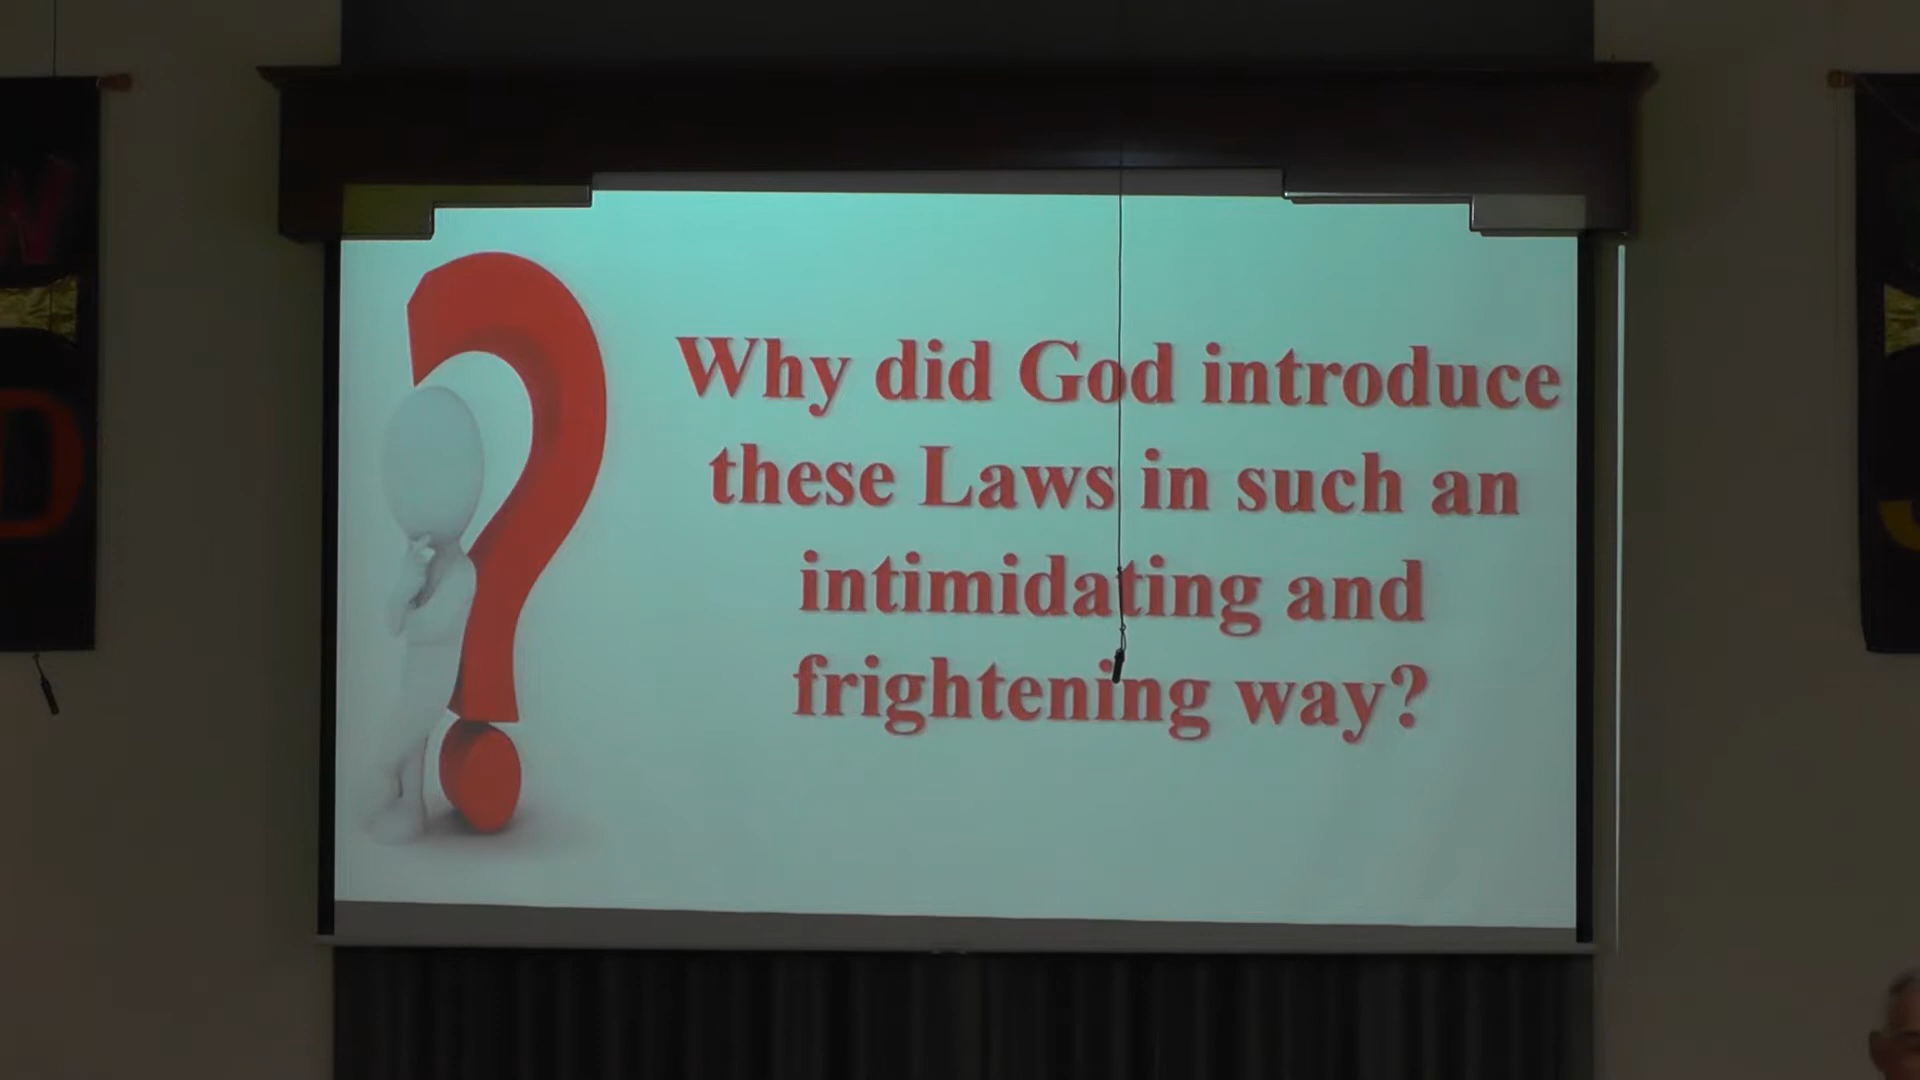 W
D
Why did God introduce
these Laws in such an
intimidating and
frightening way?